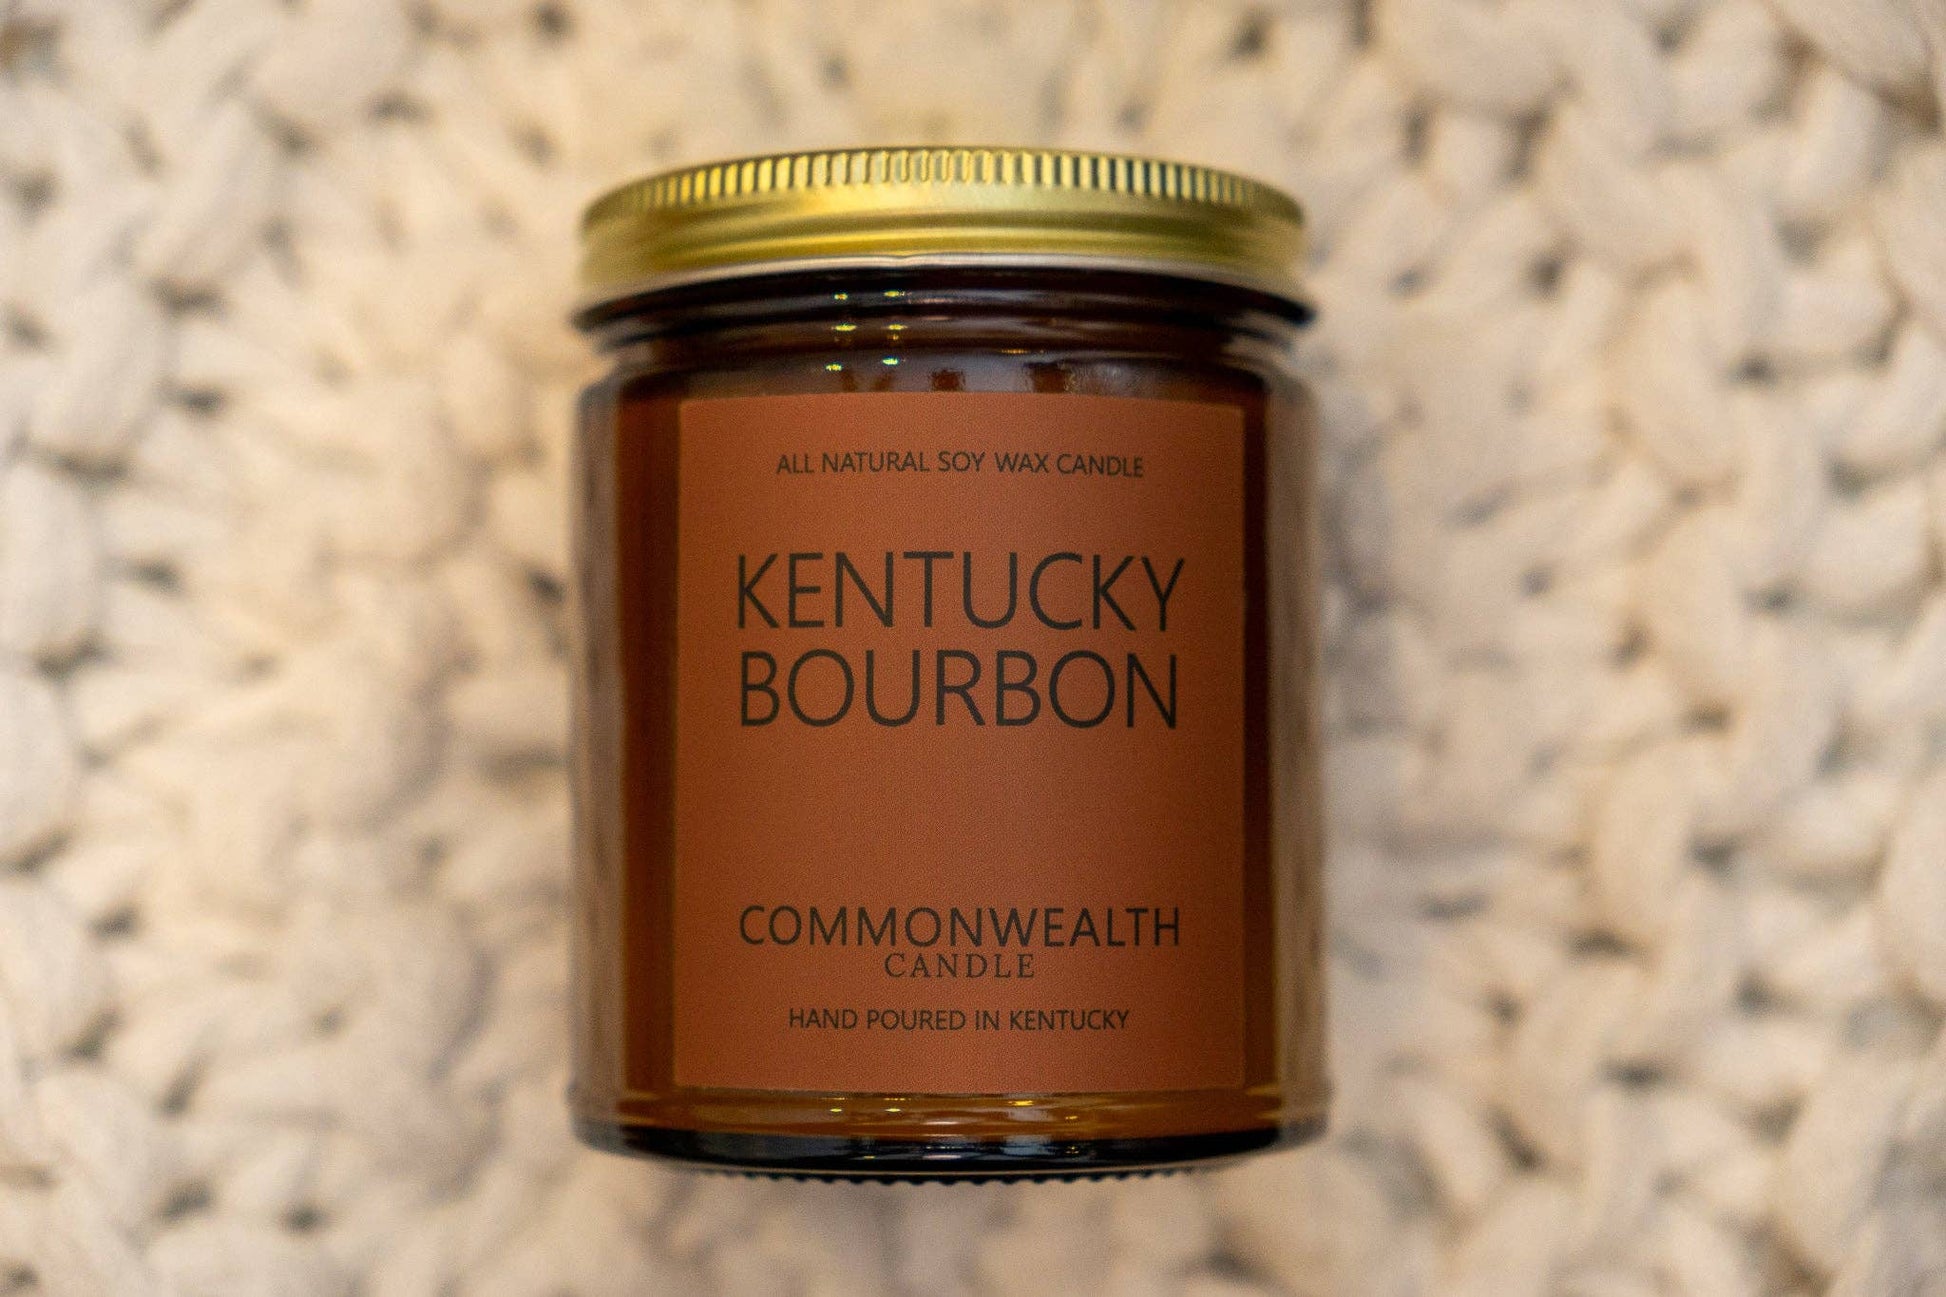 ALL NATURAL SOY WAX CANDLE
KENTUCKY
BOURBON
COMMONWEALTH
CANDLE
HAND POURED IN KENTUCKY